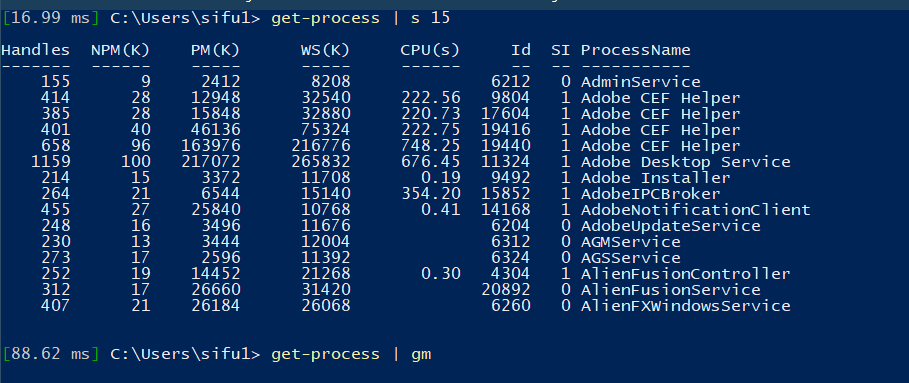 [16.99 ms] C:\Users\siful> get-process | s 15
Handles NPM(K) PM(K) WS(K) CPU(s) Id SI ProcessName
------- ------ ----- ----- ------ -- -- -----------
155 9 2412 8208 6212 0 AdminService
414 28 12948 32540 222.56 9804 1 Adobe CEF Helper
385 28 15848 32880 220.73 17604 1 Adobe CEF Helper
401 40 46136 75324 222.75 19416 1 Adobe CEF Helper
658 96 163976 216776 748.25 19440 1 Adobe CEF Helper
1159 100 217072 265832 676.45 11324 1 Adobe Desktop Service
214 15 3372 11708 0.19 9492 1 Adobe Installer
264 21 6544 15140 354.20 15852 1 AdobeIPCBroker
455 27 25840 10768 0.41 14168 1 AdobeNotificationClient
248 16 3496 11676 6204 0 AdobeUpdateService
230 13 3444 12004 6312 0 AGMService
273 17 2596 11392 6324 0 AGSService
252 19 14452 21268 0.30 4304 1 AlienFusionController
312 17 26660 31420 20892 0 AlienFusionService
407 21 26184 26068 6260 0 AlienFXWindowsService
[88.62 ms] C:\Users\siful> get-process | gm